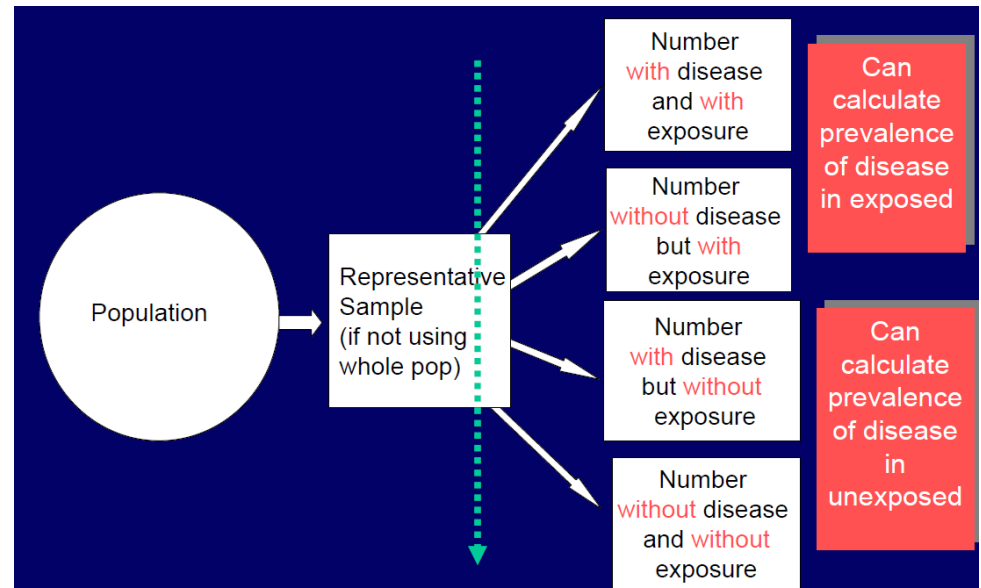 Population
Representative
Sample
(if not using
whole pop)
Number
with disease
and with
exposure
Number
without disease
but with
exposure
Number
with disease
but without
exposure
Number
without disease
and without
exposure
Can
calculate
prevalence
of disease
in exposed
Can
calculate
prevalence
of disease
in
unexposed